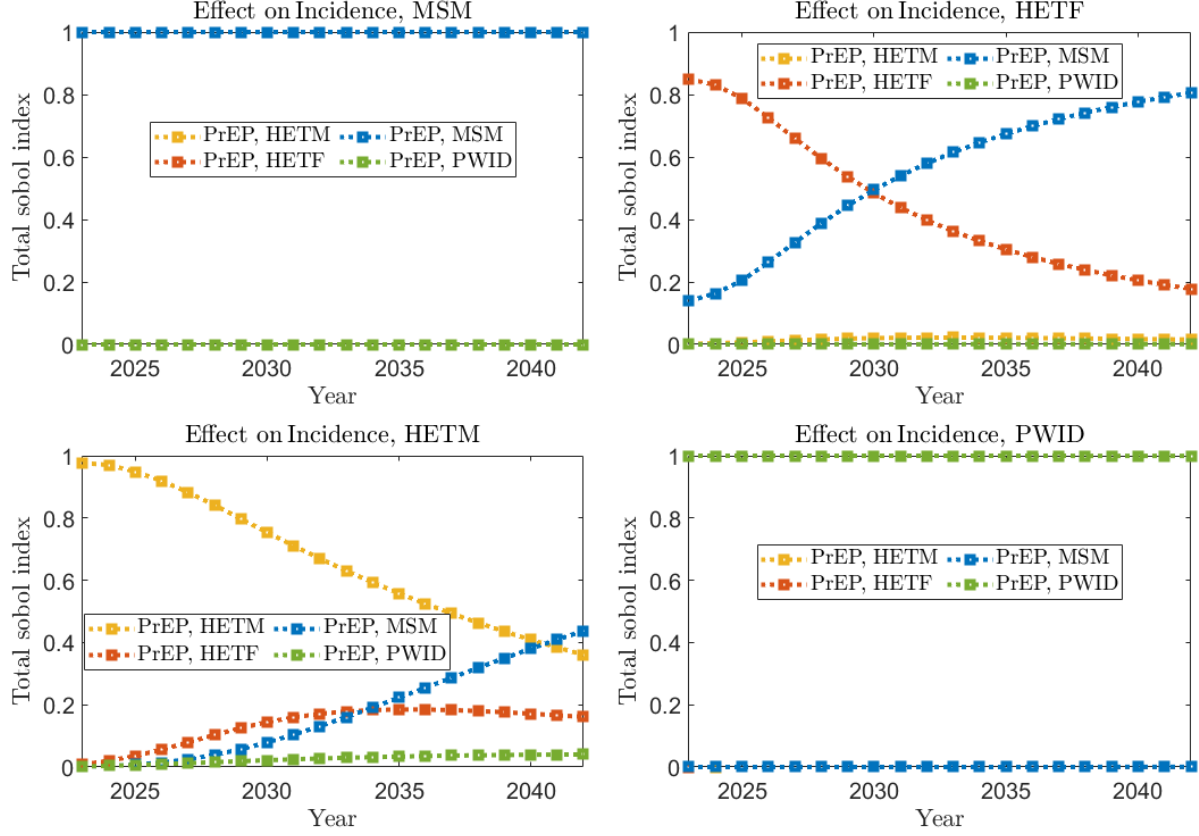 Effect on Incidence, MSM
Total sobol index
1
0.8
0.6
0.4
0.2
0
PrEP, HETM PrEP, MSM
PrEP, HETF PrEP, PWID
2025 2030 2035 2040
Year
Effect on Incidence, HETF
Total sobol index
1
0.8
0.6
0.4
0.2
0
PrEP, HETM PrEP, MSM
PrEP, HETF PrEP, PWID
2025 2030 2035 2040
Year
Effect on Incidence, HETM
Total sobol index
1
0.8
0.6
0.4
0.2
0
PrEP, HETM PrEP, MSM
PrEP, HETF PrEP, PWID
2025 2030 2035 2040
Year
Effect on Incidence, PWID
Total sobol index
1
0.8
0.6
0.4
0.2
0
PrEP, HETM PrEP, MSM
PrEP, HETF PrEP, PWID
2025 2030 2035 2040
Year